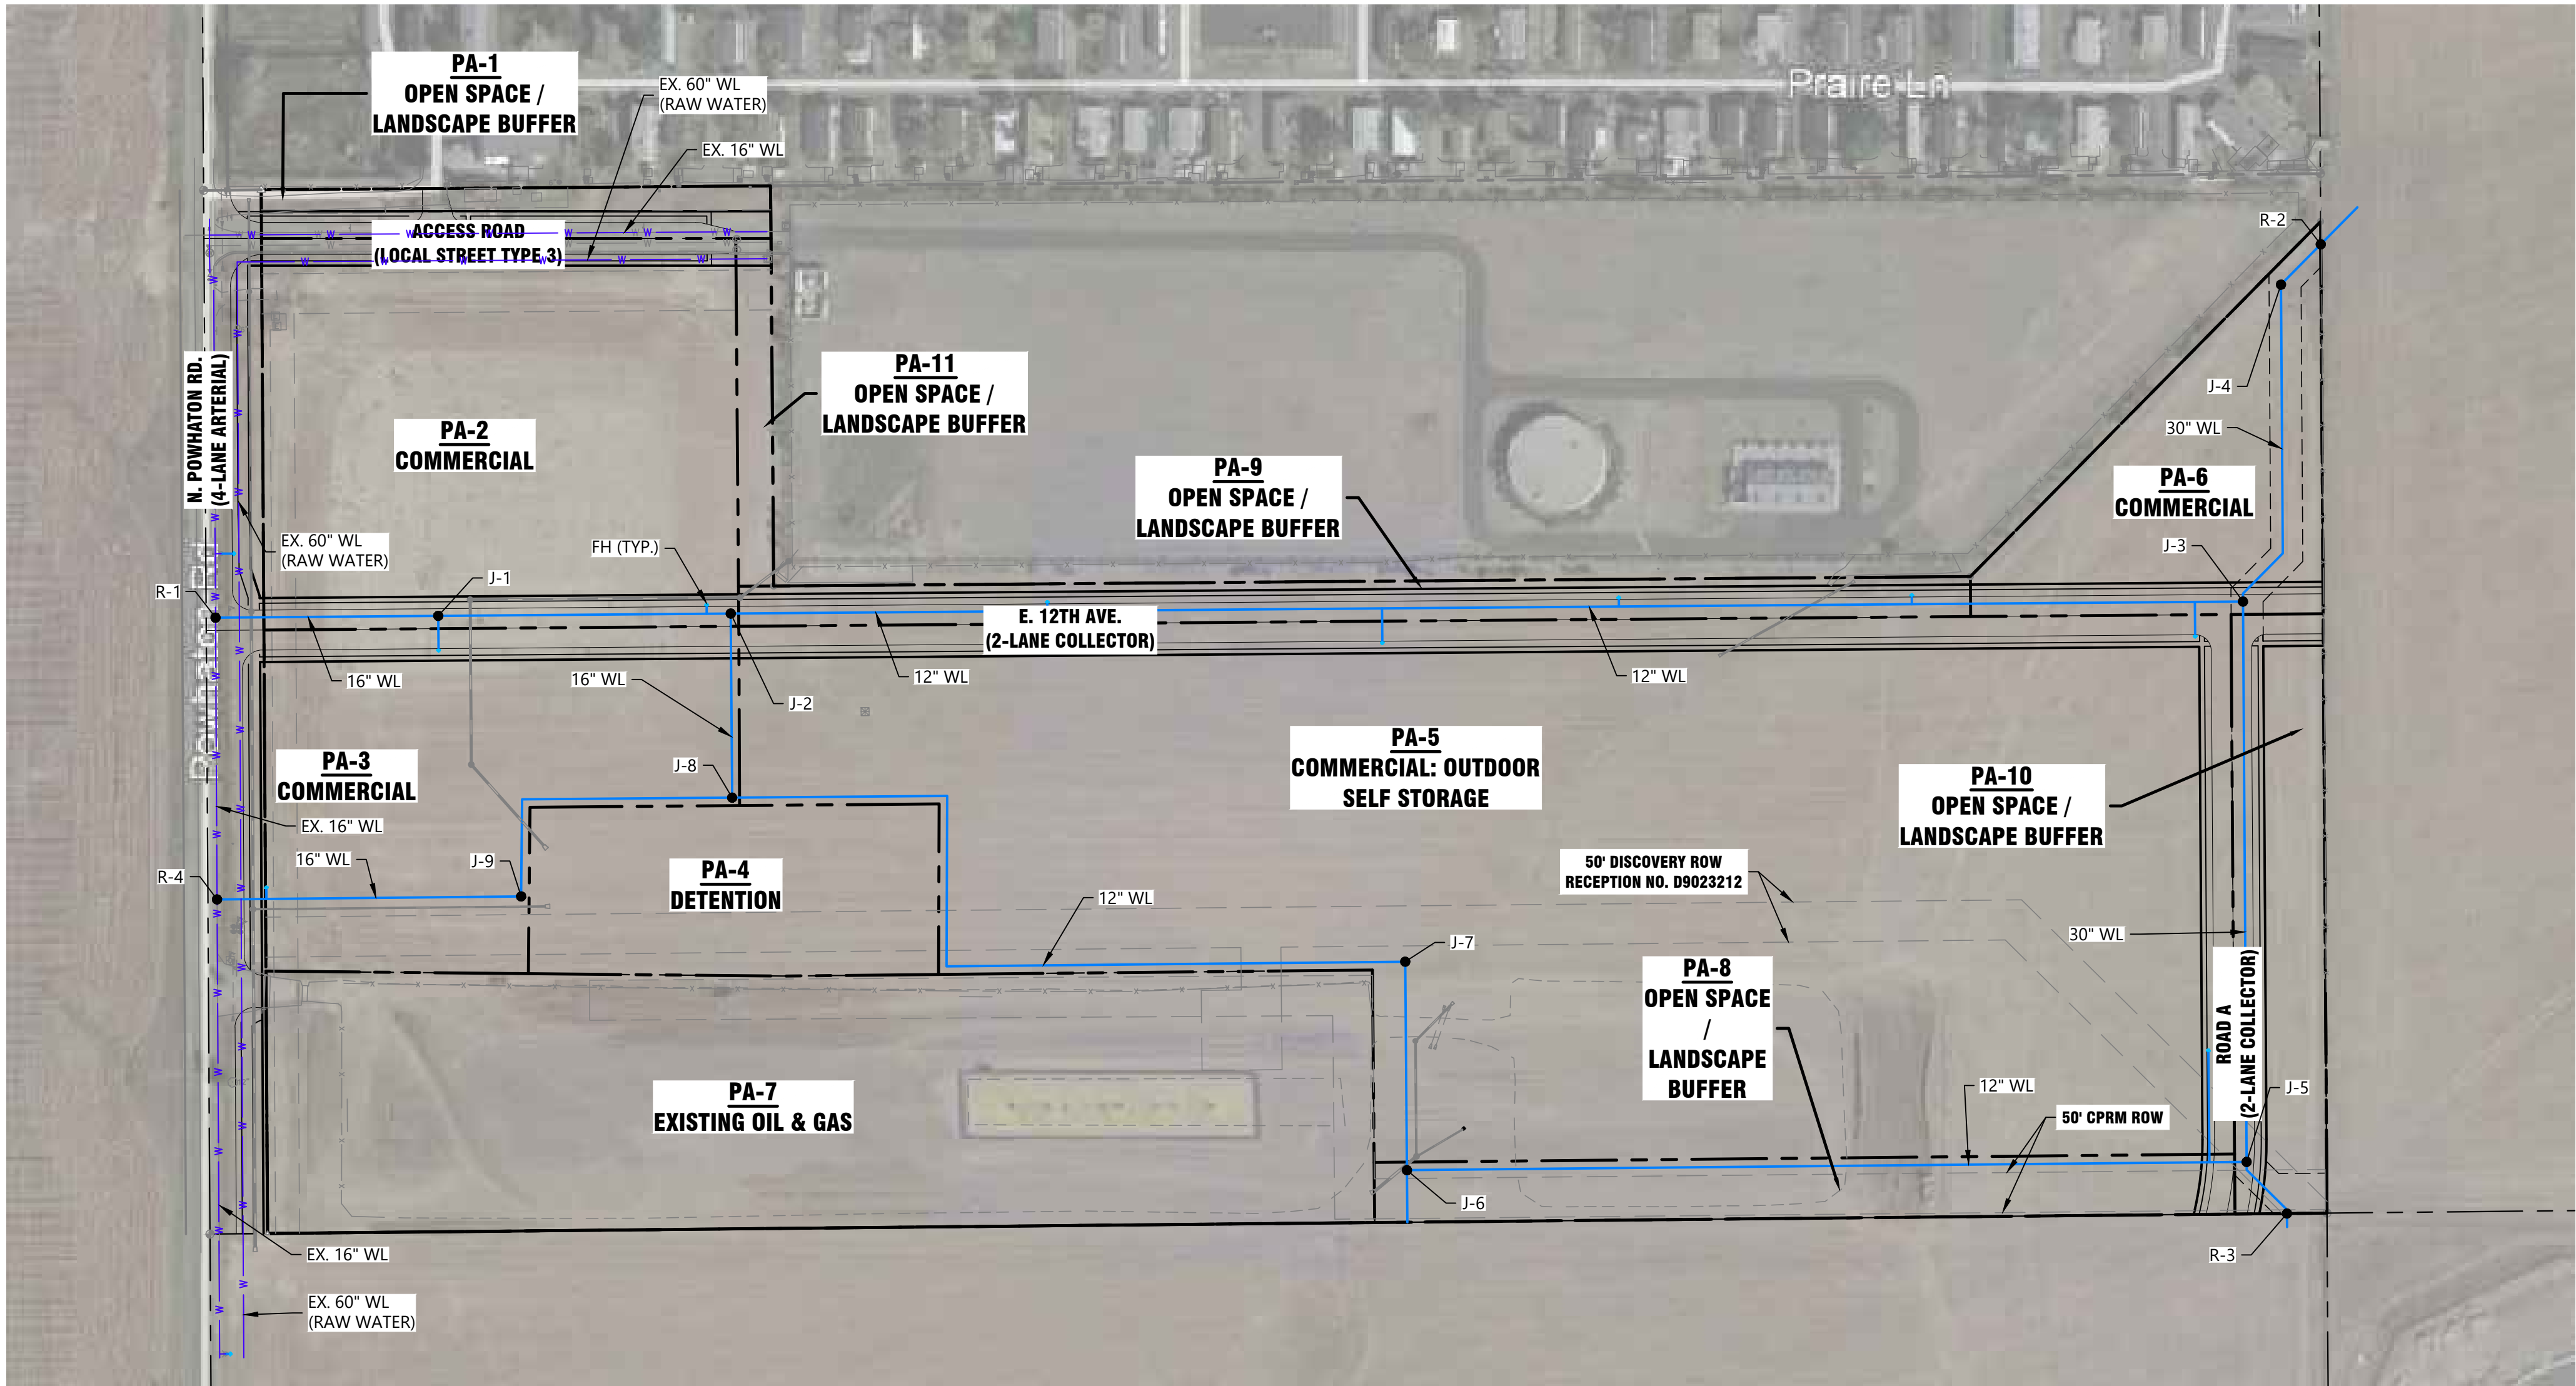 PA-1
OPEN SPACE /
LANDSCAPE BUFFER
EX. 60" WL
(RAW WATER)
EX. 16" WL
Praire Ln
ACCESS ROAD
(LOCAL STREET TYPE 3)
R-2
N. POWHATON RD.
(4-LANE ARTERIAL)
PA-2
COMMERCIAL
PA-11
OPEN SPACE /
LANDSCAPE BUFFER
J-4
30" WL
PA-9
OPEN SPACE /
LANDSCAPE BUFFER
PA-6
COMMERCIAL
EX. 60" WL
(RAW WATER)
FH (TYP.)
J-3
R-1
J-1
Powhaton Rd
E. 12TH AVE.
(2-LANE COLLECTOR)
16" WL
16" WL
12" WL
12" WL
J-2
PA-3
COMMERCIAL
J-8
PA-5
COMMERCIAL: OUTDOOR
SELF STORAGE
PA-10
OPEN SPACE /
LANDSCAPE BUFFER
EX. 16" WL
16" WL
J-9
R-4
PA-4
DETENTION
50' DISCOVERY ROW
RECEPTION NO. D9023212
12" WL
J-7
30" WL
PA-8
OPEN SPACE
/
LANDSCAPE
BUFFER
ROAD A
(2-LANE COLLECTOR)
PA-7
EXISTING OIL & GAS
12" WL
J-5
50' CPRM ROW
J-6
EX. 16" WL
R-3
EX. 60" WL
(RAW WATER)